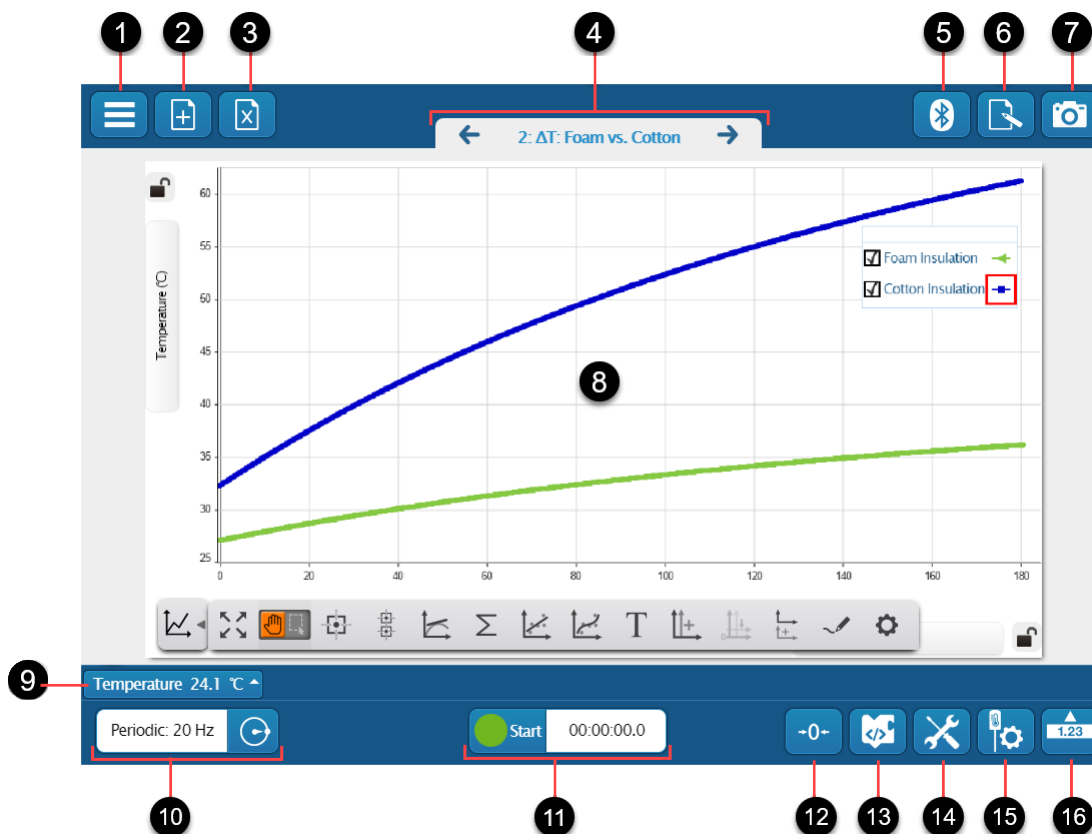 1 2 3 4 5 6 7
2: ΔT: Foam vs. Cotton
Temperature (°C)
60
55
50
45
40
35
30
25
0 20 40 60 80 100 120 140 160 180
Foam Insulation
Cotton Insulation
8
Σ T
9 Temperature 24.1 °C
Periodic: 20 Hz Start 00:00:00.0 →0← </> 1.23
10 11 12 13 14 15 16